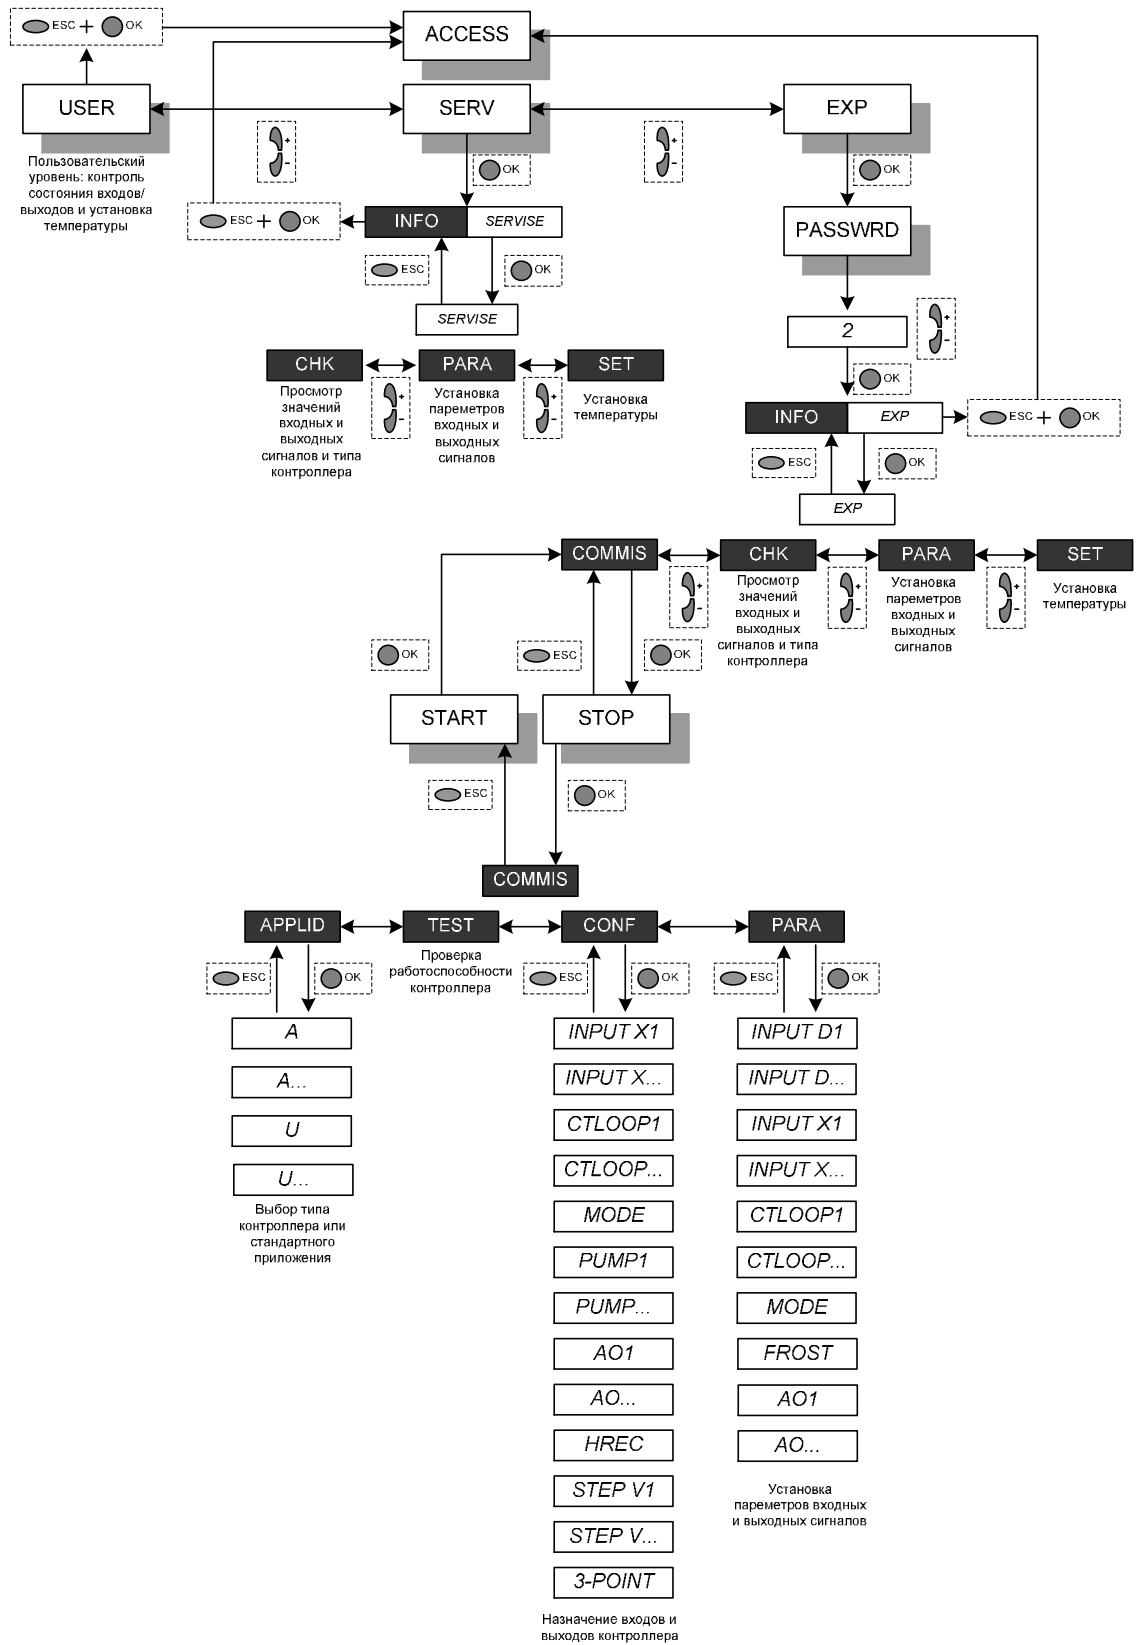 ESC + OK
ACCESS
USER
SERV
EXP
+
-
+
-
OK
OK
Пользовательский
уровень: контроль
состояния входов/
выходов и установка
температуры
ESC + OK
INFO
SERVISE
PASSWRD
ESC
OK
SERVISE
2
+
-
OK
CHK
PARA
SET
Просмотр
значений
входных и
выходных
сигналов и типа
контроллера
+
-
Установка
пареметров
входных и
выходных
сигналов
+
-
Установка
температуры
INFO
EXP
ESC + OK
ESC
OK
EXP
COMMIS
CHK
PARA
SET
+
-
Просмотр
значений
входных и
выходных
сигналов и типа
контроллера
+
-
Установка
пареметров
входных и
выходных
сигналов
+
-
Установка
температуры
OK
ESC
OK
START
STOP
ESC
OK
COMMIS
APPLID
TEST
CONF
PARA
Проверка
работоспособности
контроллера
ESC
OK
ESC
OK
ESC
OK
A
A...
U
U...
Выбор типа
контроллера или
стандартного
приложения
INPUT X1
INPUT X...
CTLOOP1
CTLOOP...
MODE
PUMP1
PUMP...
AO1
AO...
HREC
STEP V1
STEP V...
3-POINT
Назначение входов и
выходов контроллера
INPUT D1
INPUT D...
INPUT X1
INPUT X...
CTLOOP1
CTLOOP...
MODE
FROST
AO1
AO...
Установка
пареметров входных
и выходных сигналов